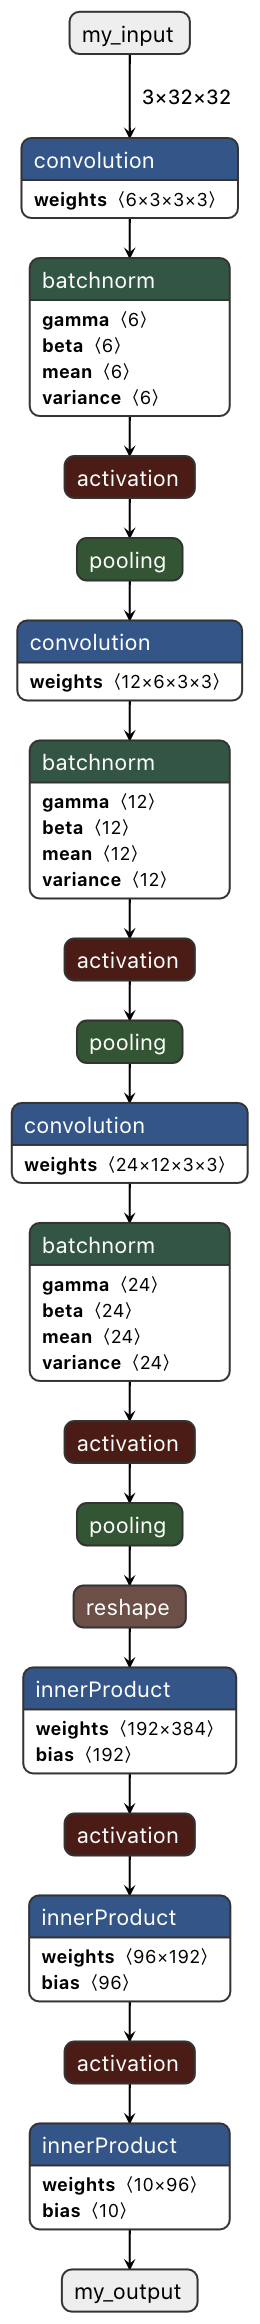 my_input
3×32×32
convolution
weights ⟨6×3×3×3⟩
batchnorm
gamma ⟨6⟩
beta ⟨6⟩
mean ⟨6⟩
variance ⟨6⟩
activation
pooling
convolution
weights ⟨12×6×3×3⟩
batchnorm
gamma ⟨12⟩
beta ⟨12⟩
mean ⟨12⟩
variance ⟨12⟩
activation
pooling
convolution
weights ⟨24×12×3×3⟩
batchnorm
gamma ⟨24⟩
beta ⟨24⟩
mean ⟨24⟩
variance ⟨24⟩
activation
pooling
reshape
innerProduct
weights ⟨192×384⟩
bias ⟨192⟩
activation
innerProduct
weights ⟨96×192⟩
bias ⟨96⟩
activation
innerProduct
weights ⟨10×96⟩
bias ⟨10⟩
my_output